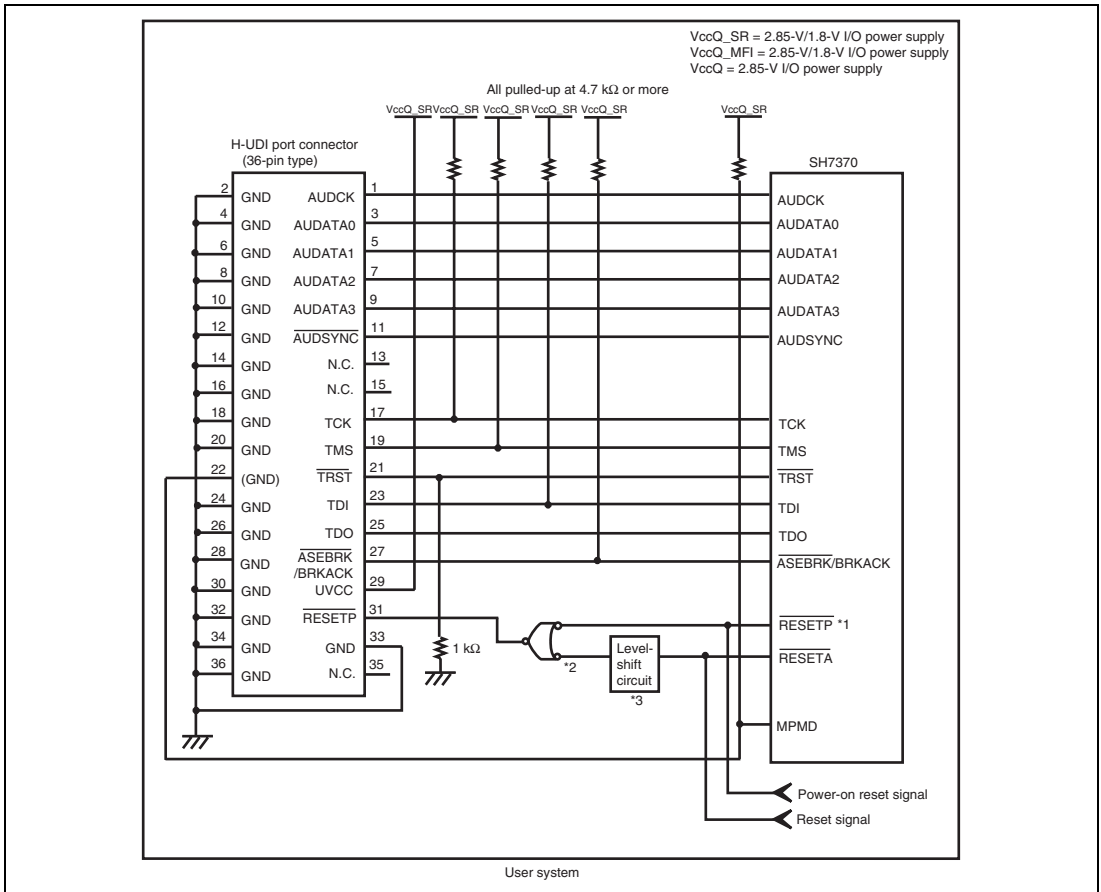 VccQ_SR = 2.85-V/1.8-V I/O power supply
VccQ_MFI = 2.85-V/1.8-V I/O power supply
VccQ = 2.85-V I/O power supply
All pulled-up at 4.7 kΩ or more
VccQ_SR VccQ_SR VccQ_SR VccQ_SR VccQ_SR VccQ_SR
H-UDI port connector
(36-pin type)
SH7370
2 GND AUDCK 1 AUDCK
4 GND AUDATA0 3 AUDATA0
6 GND AUDATA1 5 AUDATA1
8 GND AUDATA2 7 AUDATA2
10 GND AUDATA3 9 AUDATA3
12 GND AUDSYNC 11 AUDSYNC
14 GND N.C. 13
16 GND N.C. 15
18 GND TCK 17 TCK
20 GND TMS 19 TMS
22 (GND) TRST 21 TRST
24 GND TDI 23 TDI
26 GND TDO 25 TDO
28 GND ASEBRK 27 ASEBRK/BRKACK
/BRKACK
30 GND UVCC 29
32 GND RESETP 31 RESETP *1
34 GND GND 33 1 kΩ *2 Level-shift circuit RESETA
36 GND N.C. 35
*3
MPMD
Power-on reset signal
Reset signal
User system